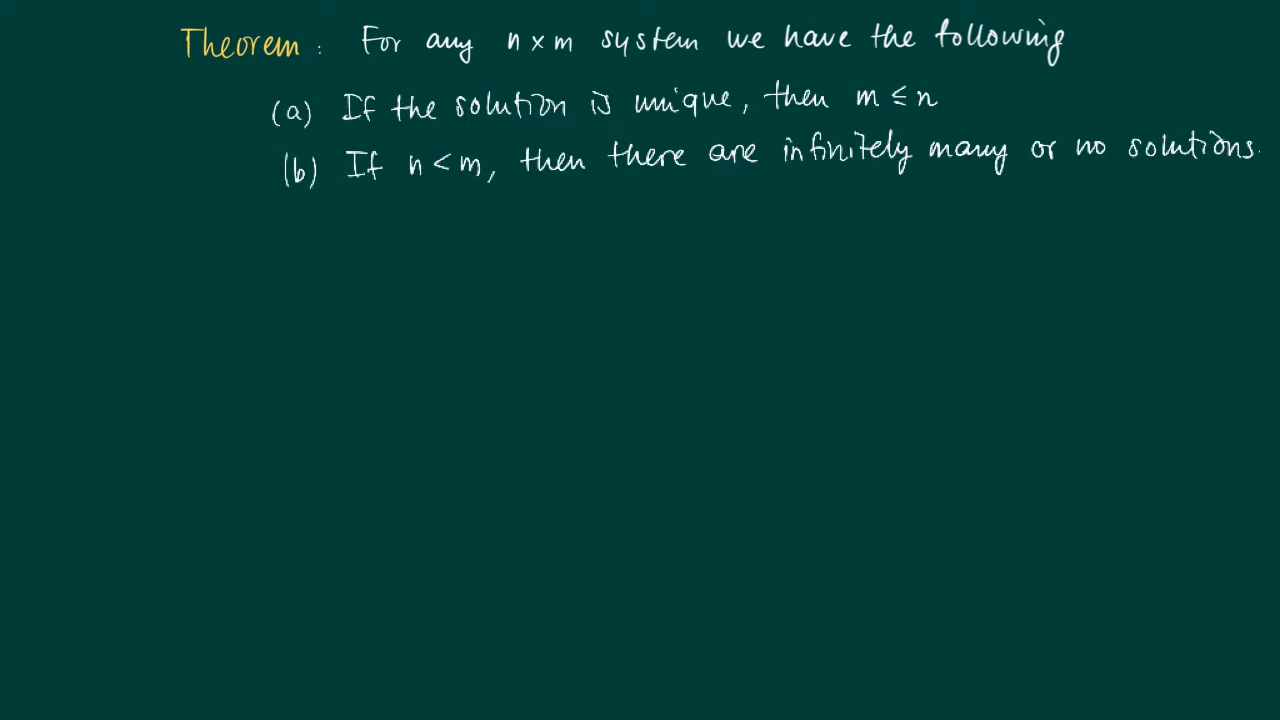 Theorem: For any n × m system we have the following
(a) If the solution is unique, then m ≤ n
(b) If n < m, then there are infinitely many or no solutions.